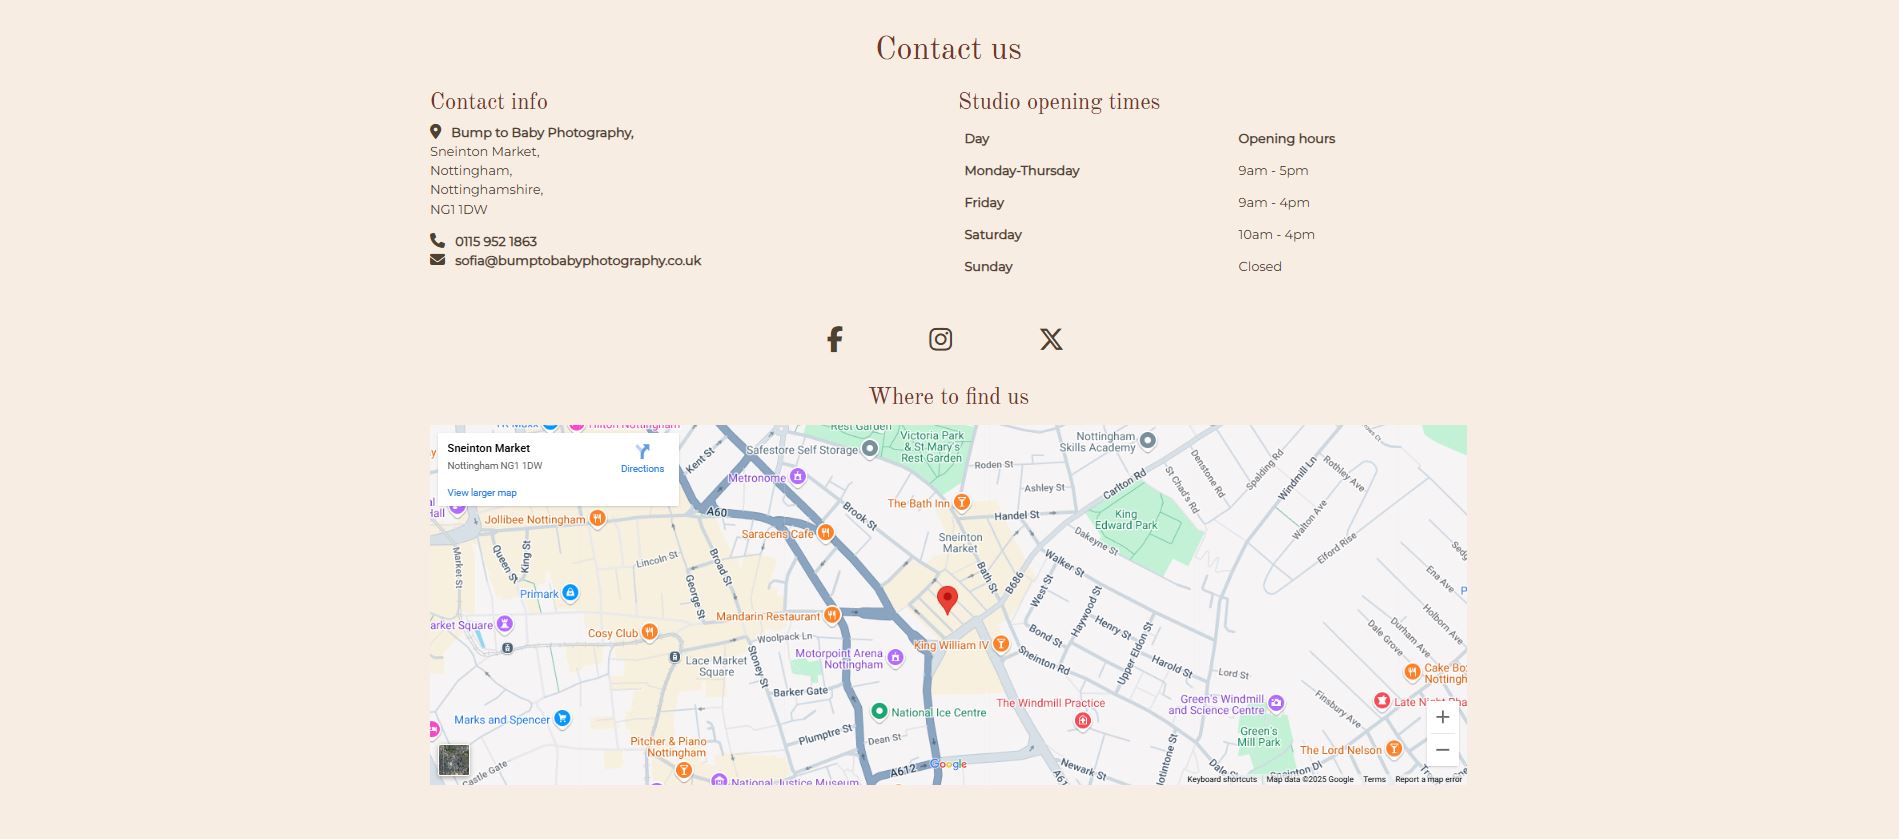 Contact us
Contact info
Bump to Baby Photography,
Sneinton Market,
Nottingham,
Nottinghamshire,
NG1 1DW
0115 952 1863
sofia@bumptobabyphotography.co.uk
Studio opening times
Day Opening hours
Monday-Thursday 9am - 5pm
Friday 9am - 4pm
Saturday 10am - 4pm
Sunday Closed
Where to find us
Sneinton Market
Nottingham NG1 1DW
Directions
View larger map
Hilton Nottingham
Rest Garden
Victoria Park
& St Mary's
Rest Garden
Nottingham
Skills Academy
Safestore Self Storage
Kent St
Metronome
Roden St
Ashley St
Carlton Rd
St Chad's Rd
Denstone Rd
Spalding Rd
Windmill Ln
Rothley Ave
Walton Ave
Elford Rise
The Bath Inn
Brook St
Handel St
King
Edward Park
Dakeyne St
Hall
Jollibee Nottingham
A60
Saracens Cafe
Sneinton
Market
Market St
Queen St
King St
Lincoln St
Broad St
George St
Bath St
B686
Walker St
West St
Haywood St
Ena Ave
Holborn Ave
Durham Ave
Dale Grove
Primark
arket Square
Cosy Club
Mandarin Restaurant
Woolpack Ln
King William IV
Bond St
Henry St
Sneinton Rd
Upper Eldon St
Harold St
Lord St
Lace Market
Square
Stoney St
Motorpoint Arena
Nottingham
Barker Gate
Cake Bo
Nottingh
Green's Windmill
and Science Centre
Finsbury Ave
Late Night Pha
The Windmill Practice
Marks and Spencer
National Ice Centre
Green's
Mill Park
Plumptre St
Dean St
Pitcher & Piano
Nottingham
The Lord Nelson
Castle Gate
A612
Google
Newark St
National Justice Museum
Keyboard shortcuts Map data ©2025 Google Terms Report a map error